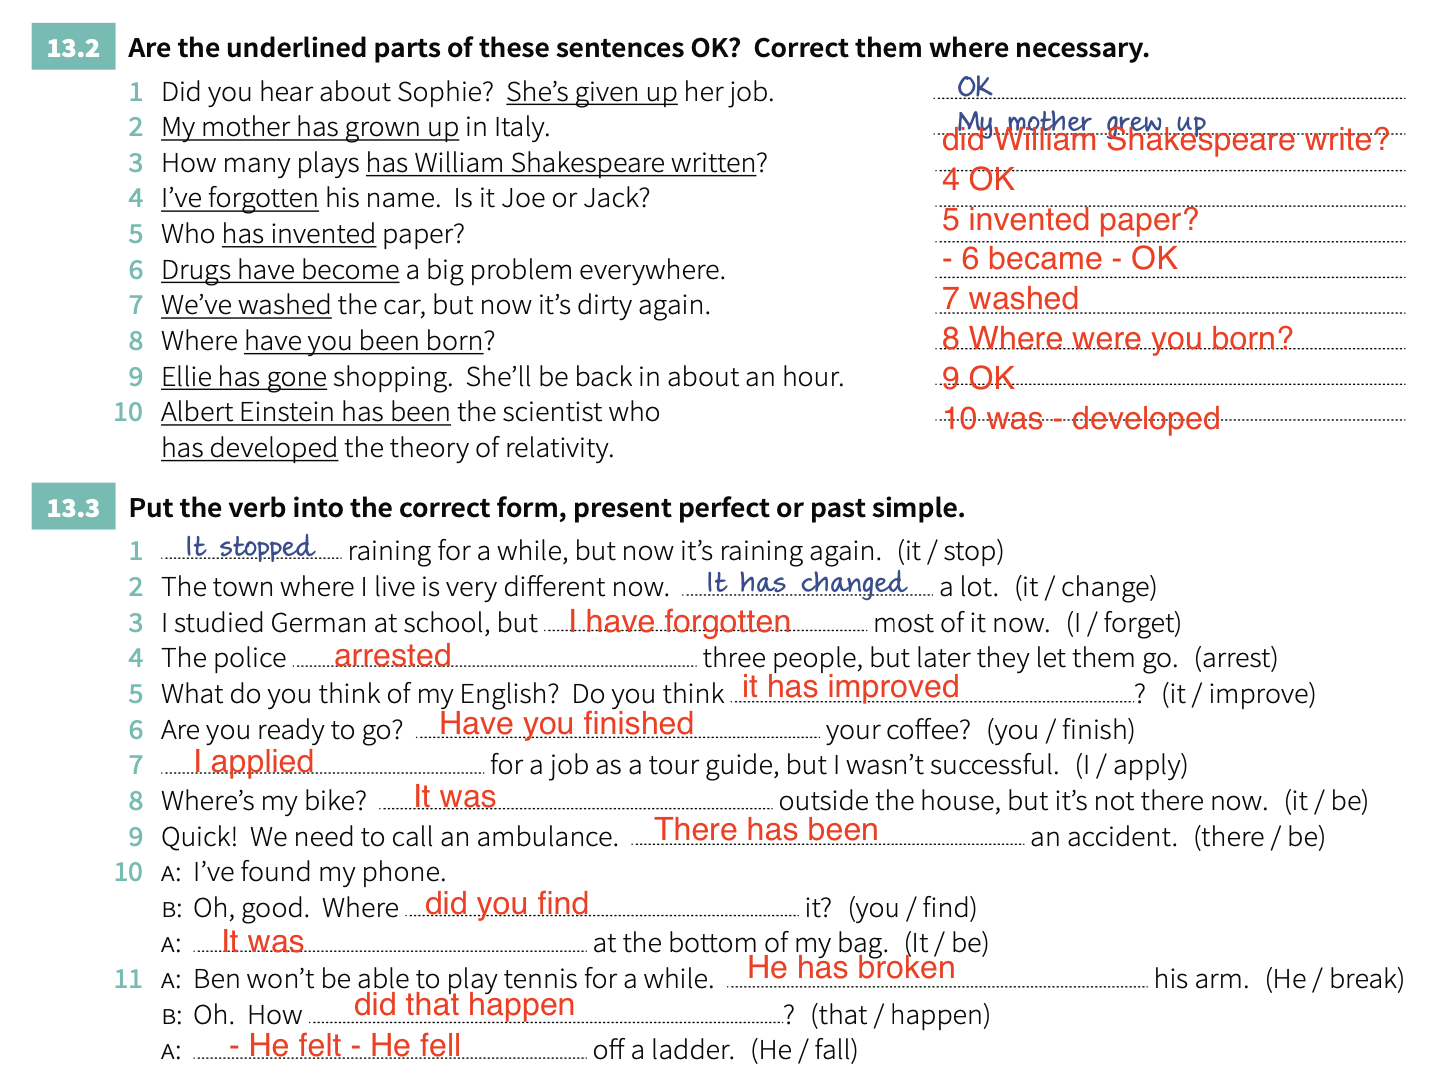 13.2 Are the underlined parts of these sentences OK? Correct them where necessary.
1 Did you hear about Sophie? She's given up her job. OK
2 My mother has grown up in Italy. My mother grew up
3 How many plays has William Shakespeare written? did William Shakespeare write?
4 I've forgotten his name. Is it Joe or Jack? 4 OK
5 Who has invented paper? 5 invented paper?
6 Drugs have become a big problem everywhere. - 6 became - OK
7 We've washed the car, but now it's dirty again. 7 washed
8 Where have you been born? 8 Where were you born?
9 Ellie has gone shopping. She'll be back in about an hour. 9 OK
10 Albert Einstein has been the scientist who 10 was - developed
has developed the theory of relativity.
13.3 Put the verb into the correct form, present perfect or past simple.
1 It stopped raining for a while, but now it's raining again. (it / stop)
2 The town where I live is very different now. It has changed a lot. (it / change)
3 I studied German at school, but I have forgotten most of it now. (I / forget)
4 The police arrested three people, but later they let them go. (arrest)
5 What do you think of my English? Do you think it has improved ? (it / improve)
6 Are you ready to go? Have you finished your coffee? (you / finish)
7 I applied for a job as a tour guide, but I wasn't successful. (I / apply)
8 Where's my bike? It was outside the house, but it's not there now. (it / be)
9 Quick! We need to call an ambulance. There has been an accident. (there / be)
10 A: I've found my phone.
B: Oh, good. Where did you find it? (you / find)
A: It was at the bottom of my bag. (It / be)
11 A: Ben won't be able to play tennis for a while. He has broken his arm. (He / break)
B: Oh. How did that happen ? (that / happen)
A: - He felt - He fell off a ladder. (He / fall)